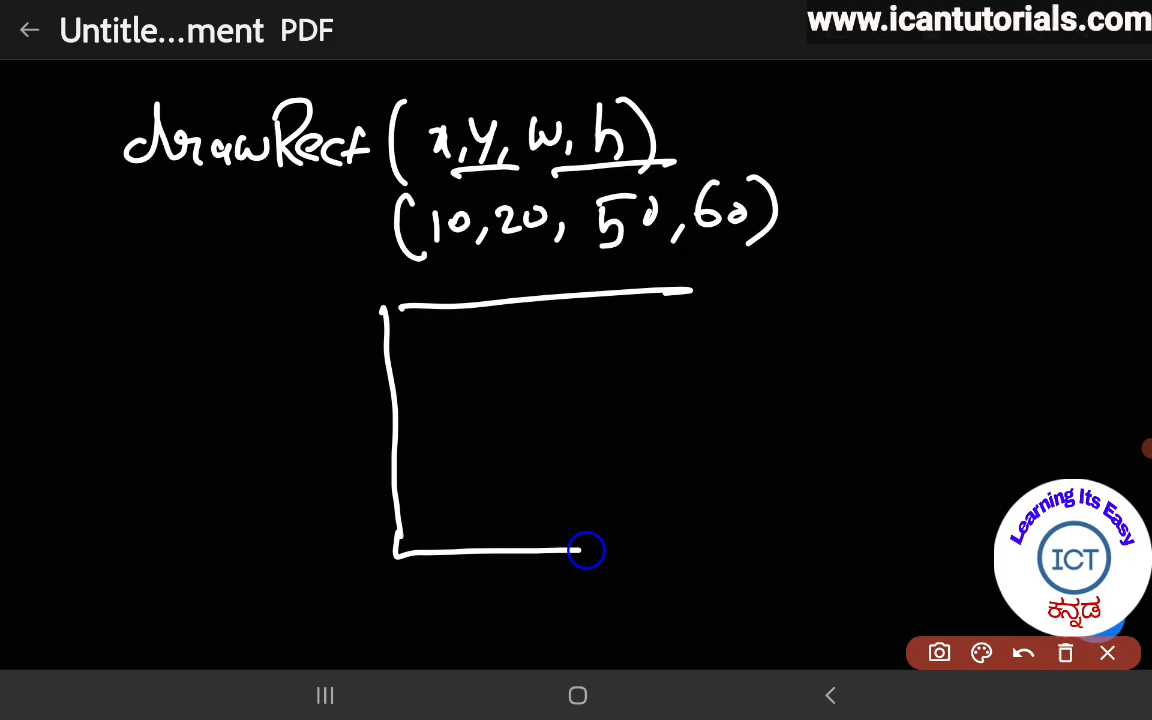 Untitle...ment PDF
www.icantutorials.com
drawRect (x,y, w, h)
(10,20, 50,60)
Learning Its Easy
ICT
ಕನ್ನಡ